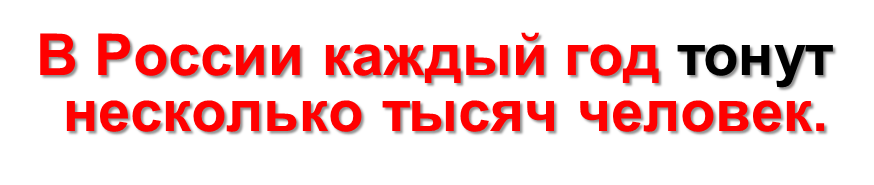 В России каждый год тонут
несколько тысяч человек.